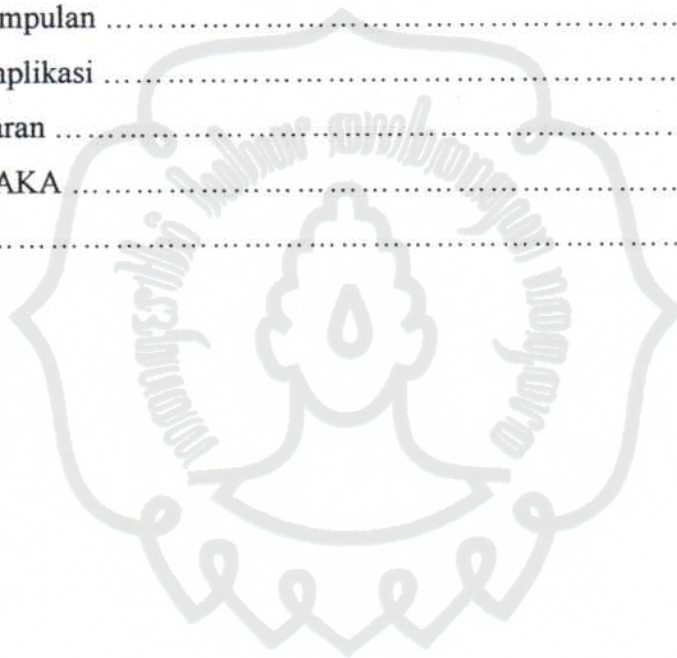 mpulan ................................................................
nplikasi ................................................................
aran ................................................................
AKA ................................................................
................................................................